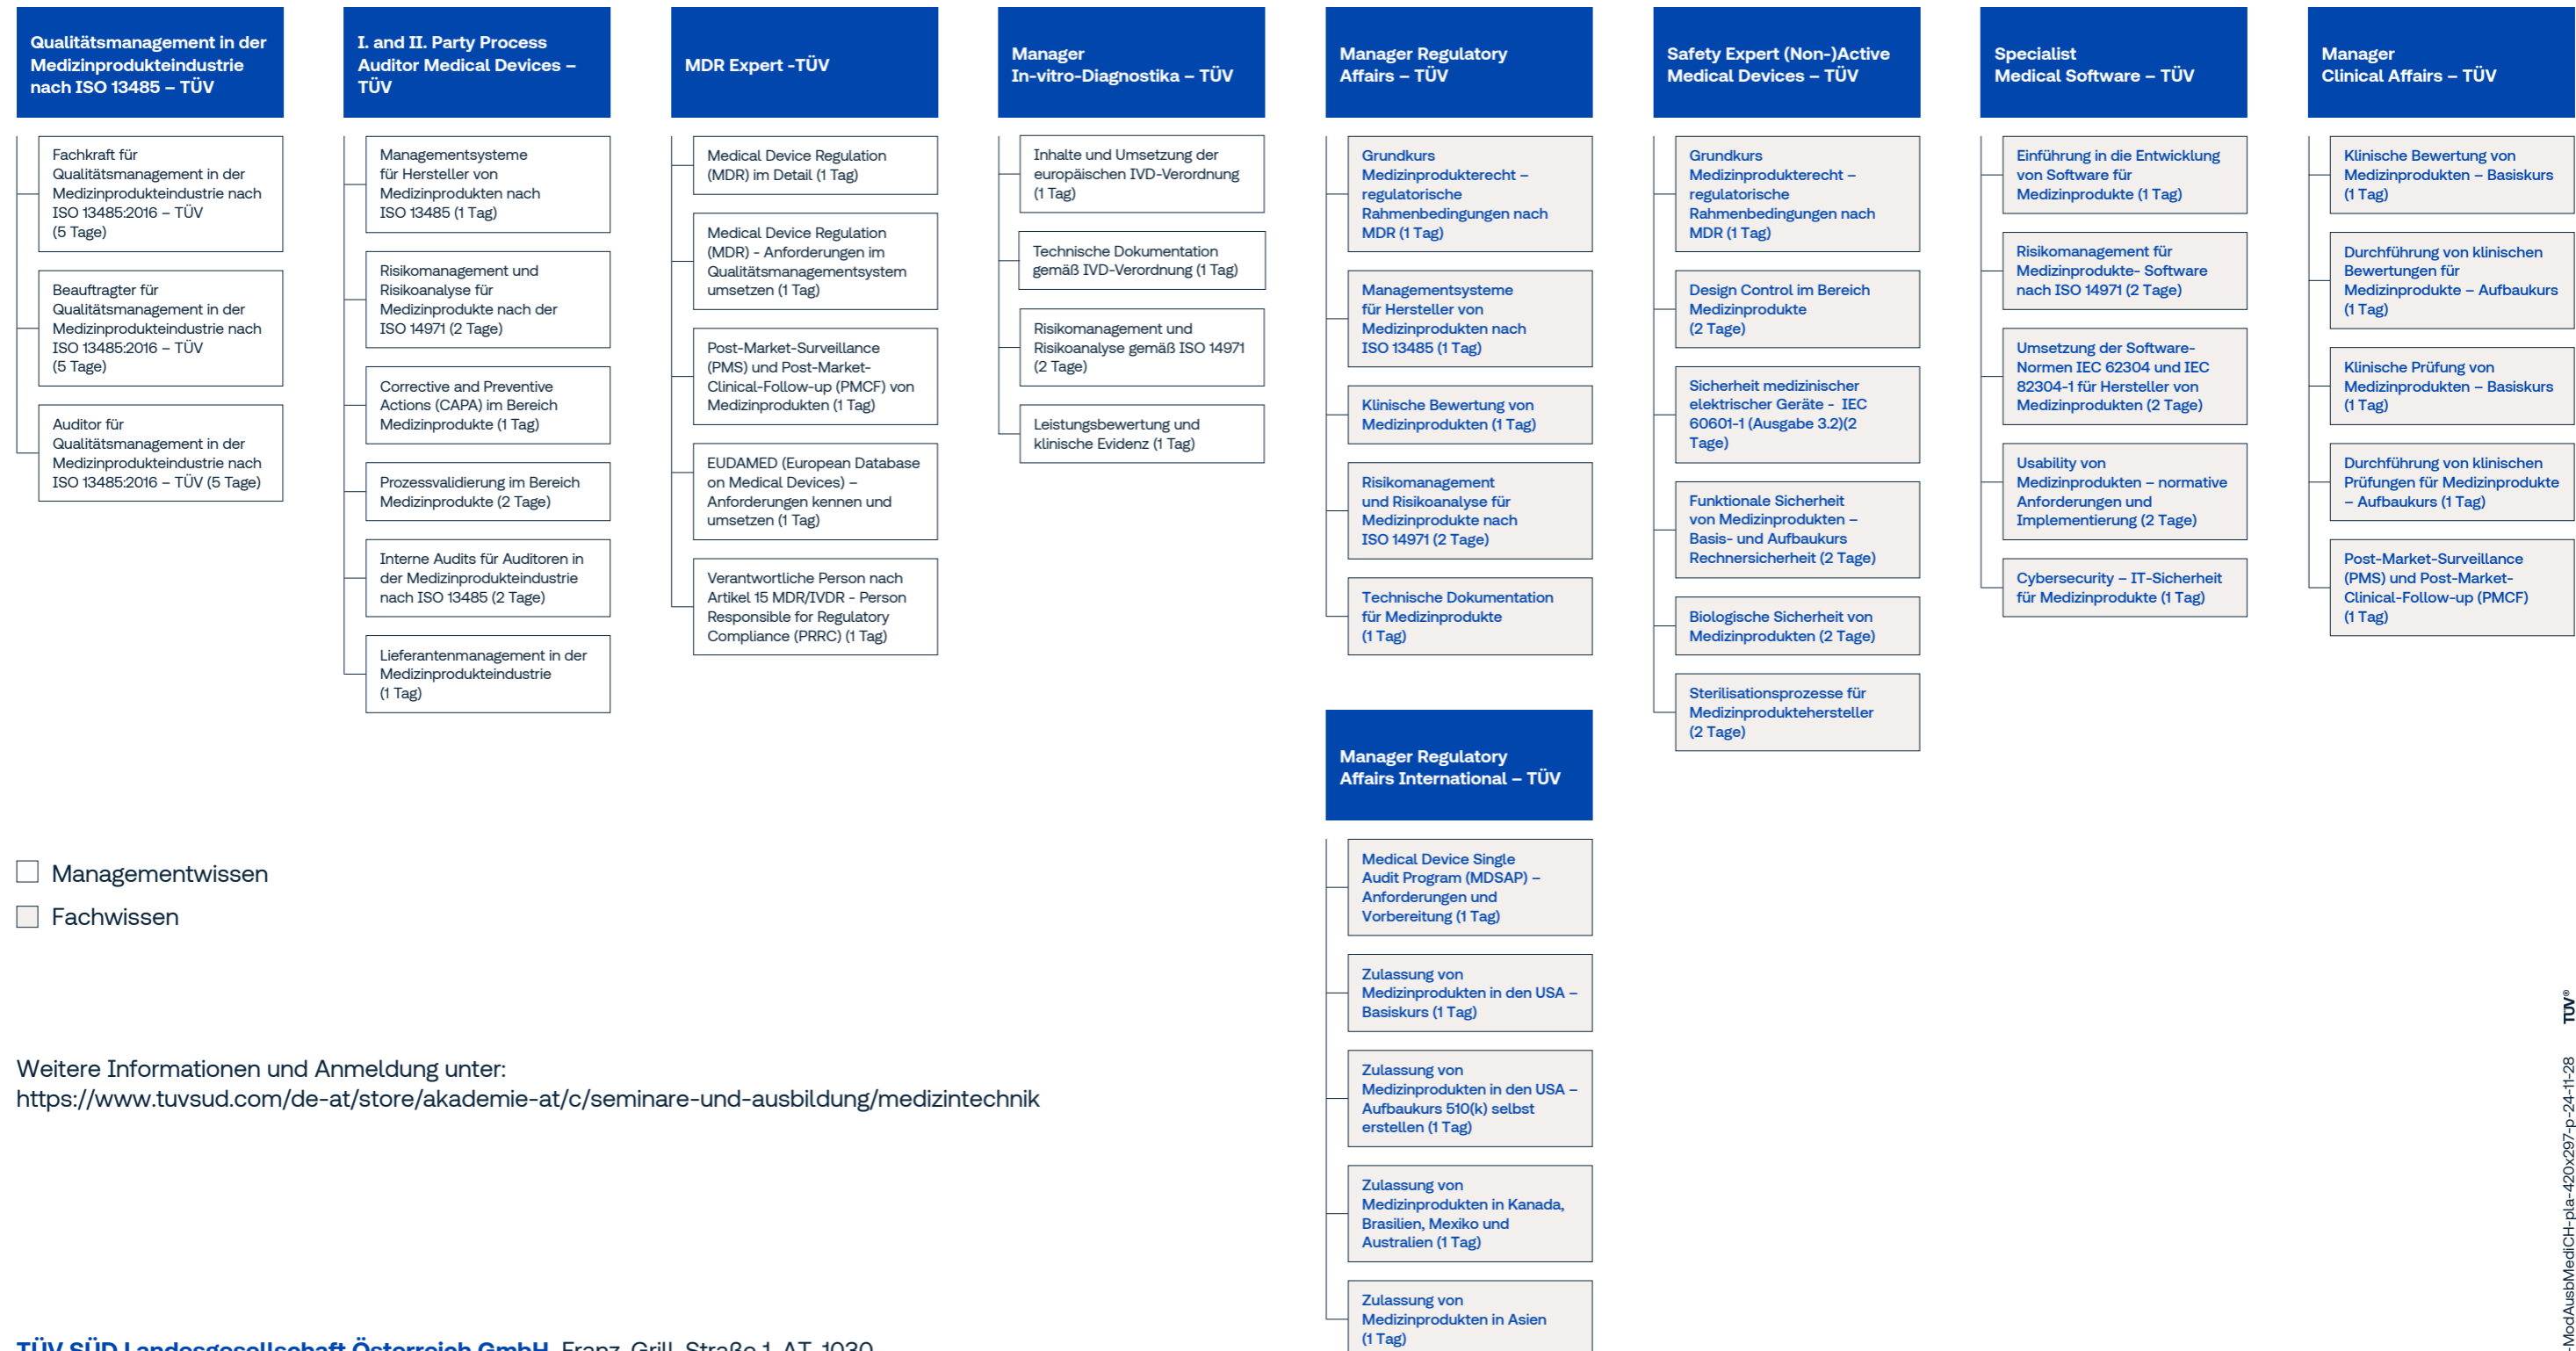 Qualitätsmanagement in der
Medizinprodukteindustrie
nach ISO 13485 – TÜV
Fachkraft für
Qualitätsmanagement in der
Medizinprodukteindustrie nach
ISO 13485:2016 – TÜV
(5 Tage)
Beauftragter für
Qualitätsmanagement in der
Medizinprodukteindustrie nach
ISO 13485:2016 – TÜV
(5 Tage)
Auditor für
Qualitätsmanagement in der
Medizinprodukteindustrie nach
ISO 13485:2016 – TÜV (5 Tage)
I. and II. Party Process
Auditor Medical Devices –
TÜV
Managementsysteme
für Hersteller von
Medizinprodukten nach
ISO 13485 (1 Tag)
Risikomanagement und
Risikoanalyse für
Medizinprodukte nach der
ISO 14971 (2 Tage)
Corrective and Preventive
Actions (CAPA) im Bereich
Medizinprodukte (1 Tag)
Prozessvalidierung im Bereich
Medizinprodukte (2 Tage)
Interne Audits für Auditoren in
der Medizinprodukteindustrie
nach ISO 13485 (2 Tage)
Lieferantenmanagement in der
Medizinprodukteindustrie
(1 Tag)
MDR Expert -TÜV
Medical Device Regulation
(MDR) im Detail (1 Tag)
Medical Device Regulation
(MDR) - Anforderungen im
Qualitätsmanagementsystem
umsetzen (1 Tag)
Post-Market-Surveillance
(PMS) und Post-Market-
Clinical-Follow-up (PMCF) von
Medizinprodukten (1 Tag)
EUDAMED (European Database
on Medical Devices) –
Anforderungen kennen und
umsetzen (1 Tag)
Verantwortliche Person nach
Artikel 15 MDR/IVDR - Person
Responsible for Regulatory
Compliance (PRRC) (1 Tag)
Manager
In-vitro-Diagnostika – TÜV
Inhalte und Umsetzung der
europäischen IVD-Verordnung
(1 Tag)
Technische Dokumentation
gemäß IVD-Verordnung (1 Tag)
Risikomanagement und
Risikoanalyse gemäß ISO 14971
(2 Tage)
Leistungsbewertung und
klinische Evidenz (1 Tag)
Manager Regulatory
Affairs – TÜV
Grundkurs
Medizinprodukterecht –
regulatorische
Rahmenbedingungen nach
MDR (1 Tag)
Managementsysteme
für Hersteller von
Medizinprodukten nach
ISO 13485 (1 Tag)
Klinische Bewertung von
Medizinprodukten (1 Tag)
Risikomanagement
und Risikoanalyse für
Medizinprodukte nach
ISO 14971 (2 Tage)
Technische Dokumentation
für Medizinprodukte
(1 Tag)
Manager Regulatory
Affairs International – TÜV
Medical Device Single
Audit Program (MDSAP) –
Anforderungen und
Vorbereitung (1 Tag)
Zulassung von
Medizinprodukten in den USA –
Basiskurs (1 Tag)
Zulassung von
Medizinprodukten in den USA –
Aufbaukurs 510(k) selbst
erstellen (1 Tag)
Zulassung von
Medizinprodukten in Kanada,
Brasilien, Mexiko und
Australien (1 Tag)
Zulassung von
Medizinprodukten in Asien
(1 Tag)
Safety Expert (Non-)Active
Medical Devices – TÜV
Grundkurs
Medizinprodukterecht –
regulatorische
Rahmenbedingungen nach
MDR (1 Tag)
Design Control im Bereich
Medizinprodukte
(2 Tage)
Sicherheit medizinischer
elektrischer Geräte - IEC
60601-1 (Ausgabe 3.2)(2
Tage)
Funktionale Sicherheit
von Medizinprodukten –
Basis- und Aufbaukurs
Rechnersicherheit (2 Tage)
Biologische Sicherheit von
Medizinprodukten (2 Tage)
Sterilisationsprozesse für
Medizinproduktehersteller
(2 Tage)
Specialist
Medical Software – TÜV
Einführung in die Entwicklung
von Software für
Medizinprodukte (1 Tag)
Risikomanagement für
Medizinprodukte- Software
nach ISO 14971 (2 Tage)
Umsetzung der Software-
Normen IEC 62304 und IEC
82304-1 für Hersteller von
Medizinprodukten (2 Tage)
Usability von
Medizinprodukten – normative
Anforderungen und
Implementierung (2 Tage)
Cybersecurity – IT-Sicherheit
für Medizinprodukte (1 Tag)
Manager
Clinical Affairs – TÜV
Klinische Bewertung von
Medizinprodukten – Basiskurs
(1 Tag)
Durchführung von klinischen
Bewertungen für
Medizinprodukte – Aufbaukurs
(1 Tag)
Klinische Prüfung von
Medizinprodukten – Basiskurs
(1 Tag)
Durchführung von klinischen
Prüfungen für Medizinprodukte
– Aufbaukurs (1 Tag)
Post-Market-Surveillance
(PMS) und Post-Market-
Clinical-Follow-up (PMCF)
(1 Tag)
Managementwissen
Fachwissen
Weitere Informationen und Anmeldung unter:
https://www.tuvsud.com/de-at/store/akademie-at/c/seminare-und-ausbildung/medizintechnik
TÜV SÜD Landesgesellschaft Österreich GmbH Franz-Grill-Straße 1, AT-1030
-ModAusbMediCH-pla-420x297-p-24-11-28 TÜV®